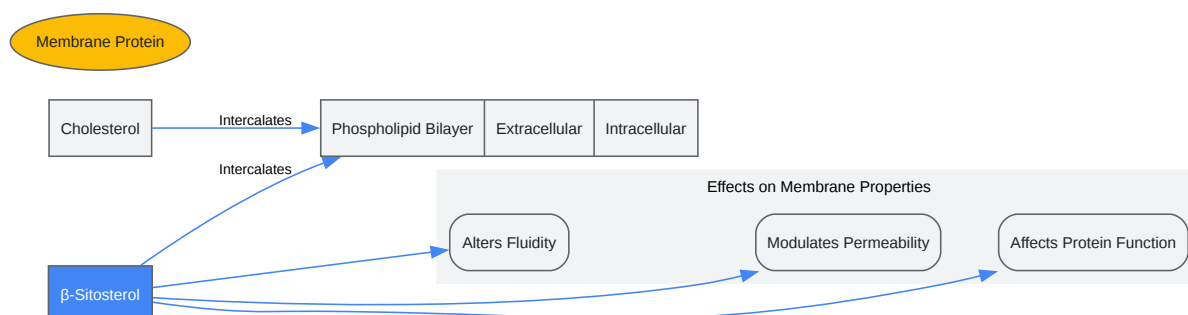 Membrane Protein
Cholesterol
Intercalates
Phospholipid Bilayer
Extracellular
Intracellular
Intercalates
Effects on Membrane Properties
Alters Fluidity
Modulates Permeability
Affects Protein Function
β-Sitosterol